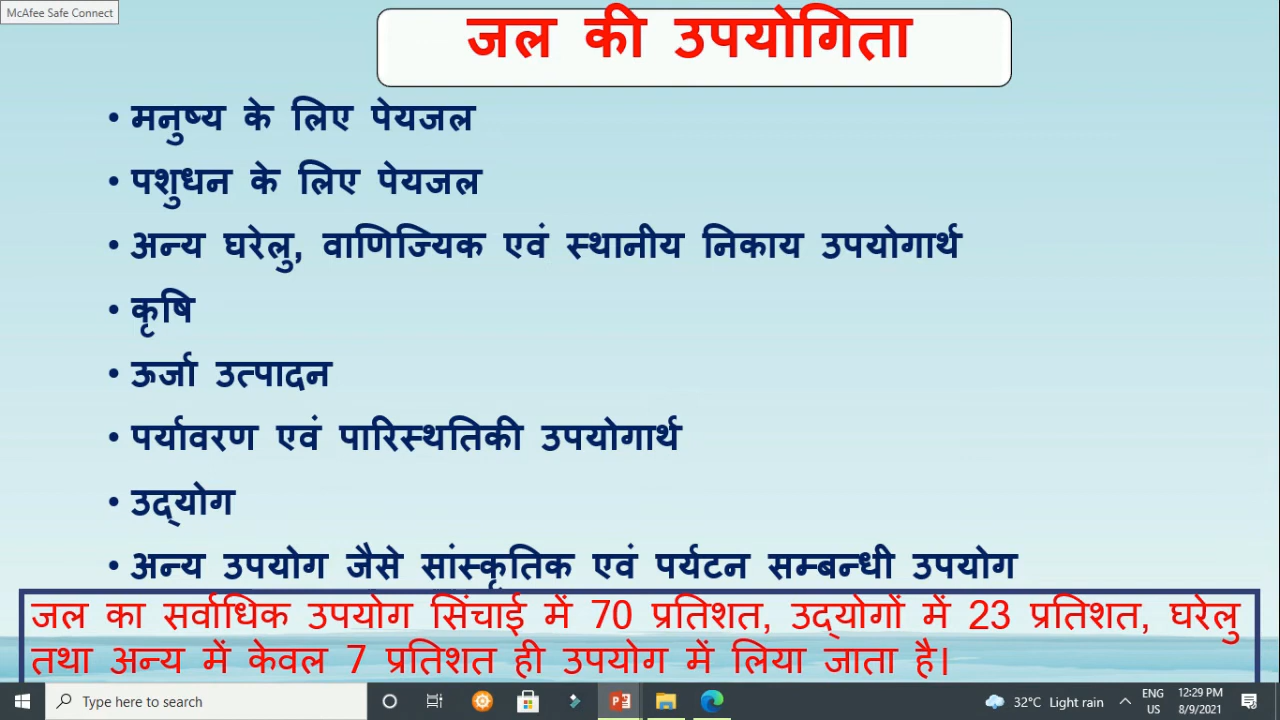 McAfee Safe Connect
जल की उपयोगिता
• मनुष्य के लिए पेयजल
• पशुधन के लिए पेयजल
• अन्य घरेलु, वाणिज्यिक एवं स्थानीय निकाय उपयोगार्थ
• कृषि
• ऊर्जा उत्पादन
• पर्यावरण एवं पारिस्थतिकी उपयोगार्थ
• उद्योग
• अन्य उपयोग जैसे सांस्कृतिक एवं पर्यटन सम्बन्धी उपयोग
जल का सर्वाधिक उपयोग सिंचाई में 70 प्रतिशत, उद्योगों में 23 प्रतिशत, घरेलु
तथा अन्य में केवल 7 प्रतिशत ही उपयोग में लिया जाता है।
Type here to search
32°C Light rain
ENG
US
12:29 PM
8/9/2021